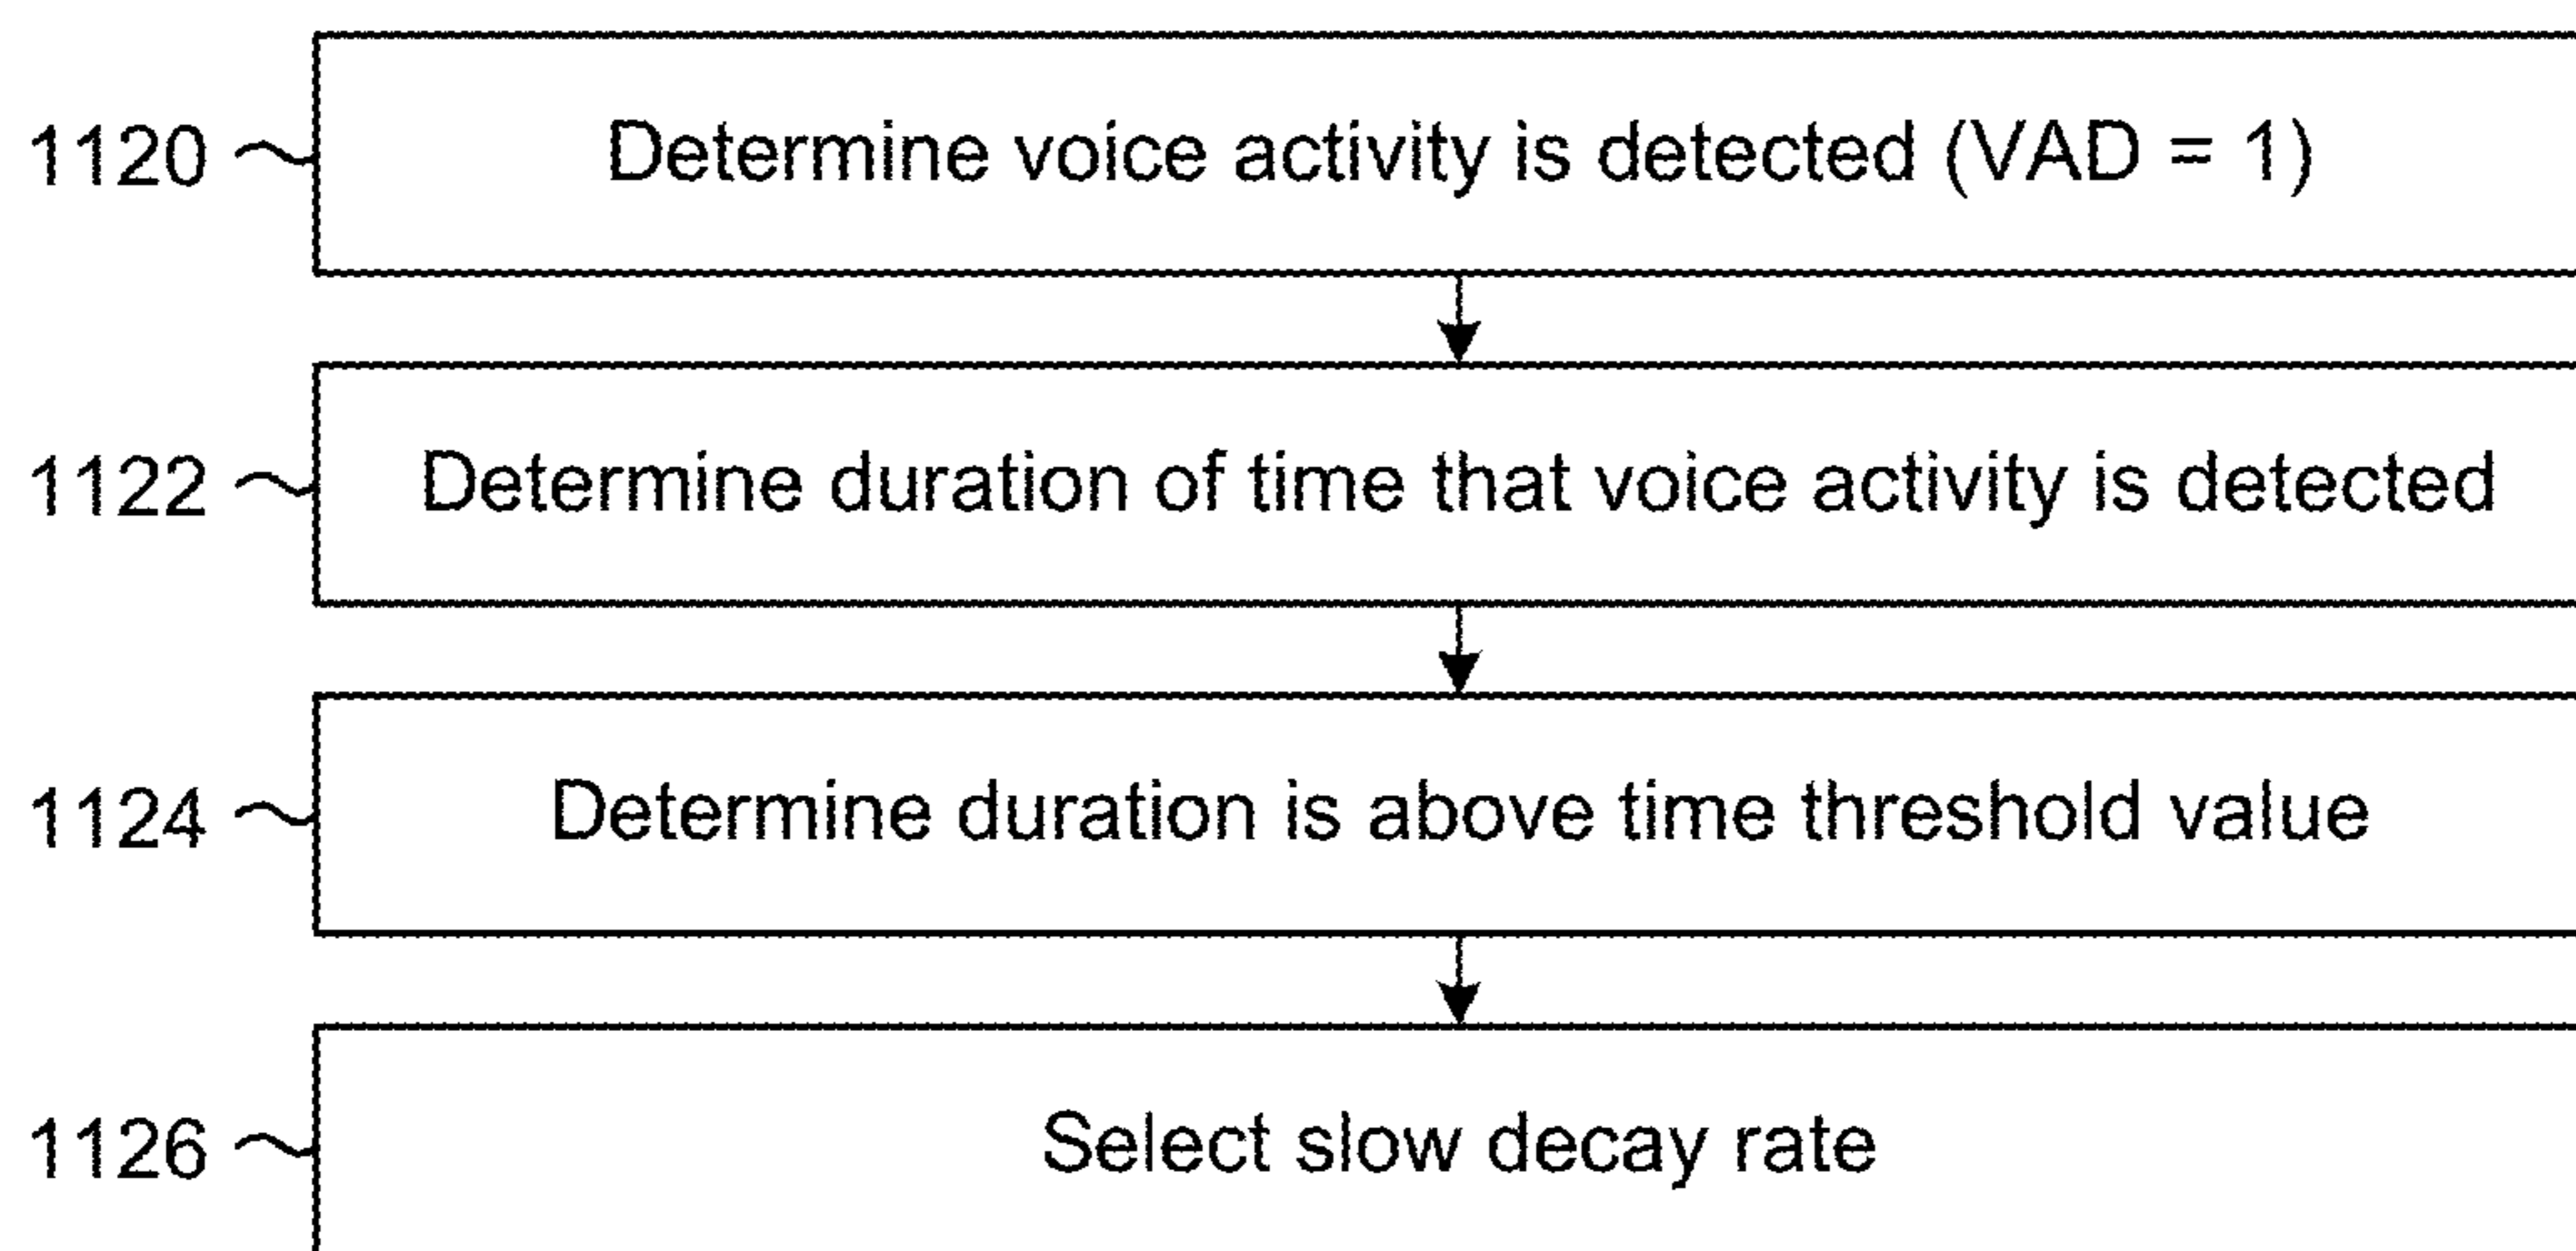 1120 Determine voice activity is detected (VAD = 1)
1122 Determine duration of time that voice activity is detected
1124 Determine duration is above time threshold value
1126 Select slow decay rate